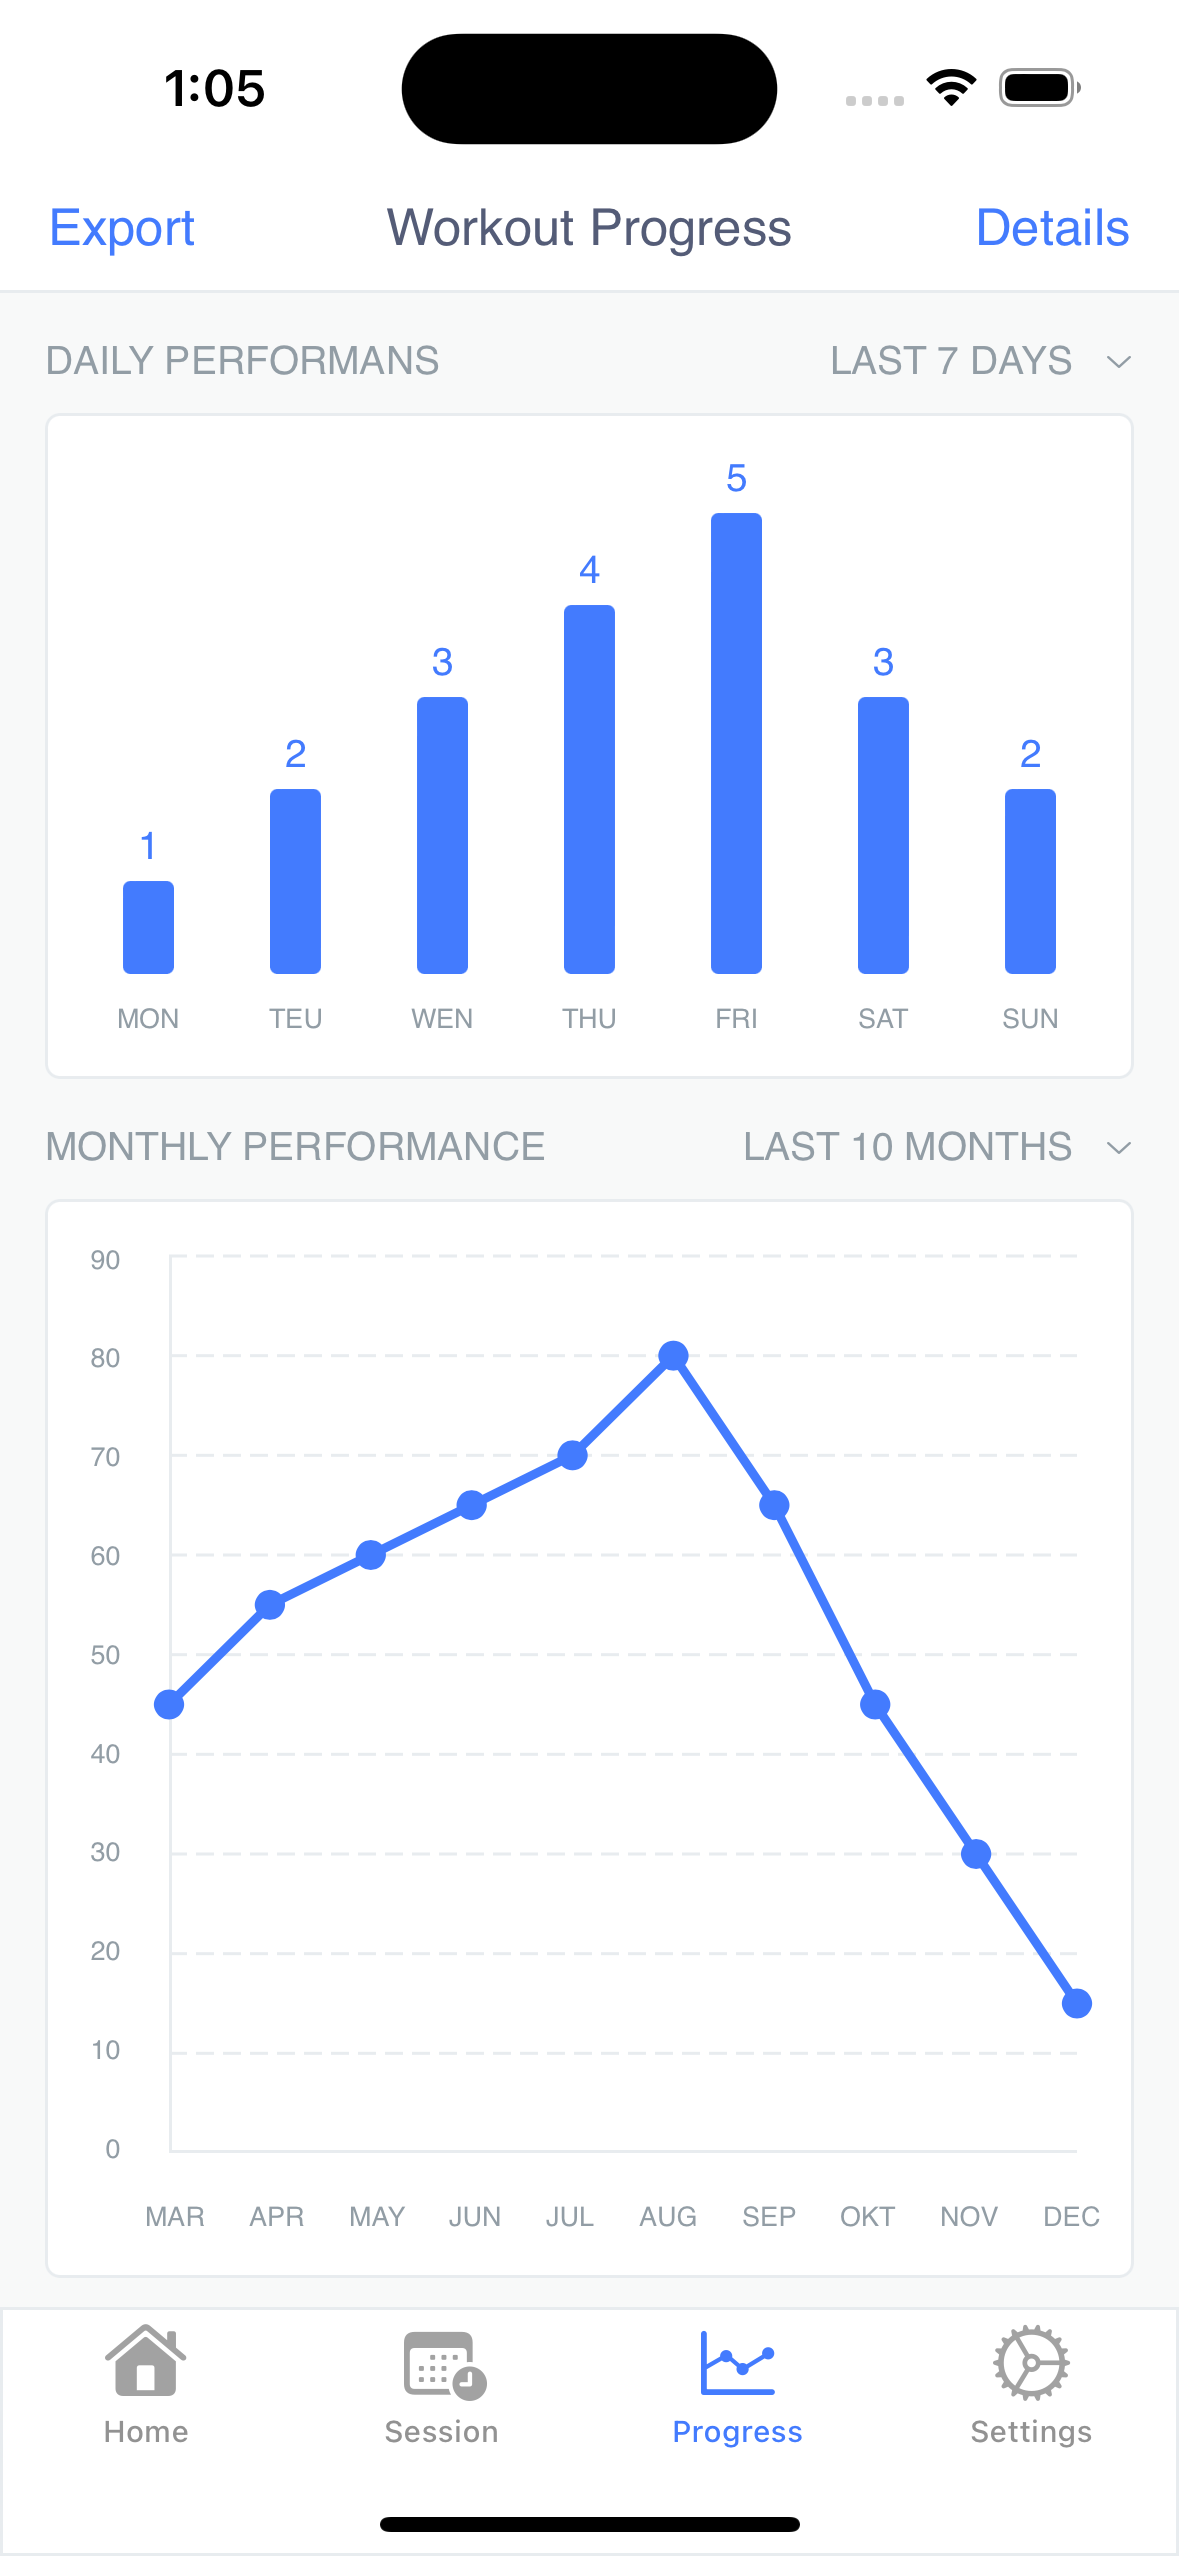 1:05
Export Workout Progress Details
DAILY PERFORMANS LAST 7 DAYS
5
4
3 3
2 2
1
MON TEU WEN THU FRI SAT SUN
MONTHLY PERFORMANCE LAST 10 MONTHS
90
80
70
60
50
40
30
20
10
0
MAR APR MAY JUN JUL AUG SEP OKT NOV DEC
Home Session Progress Settings